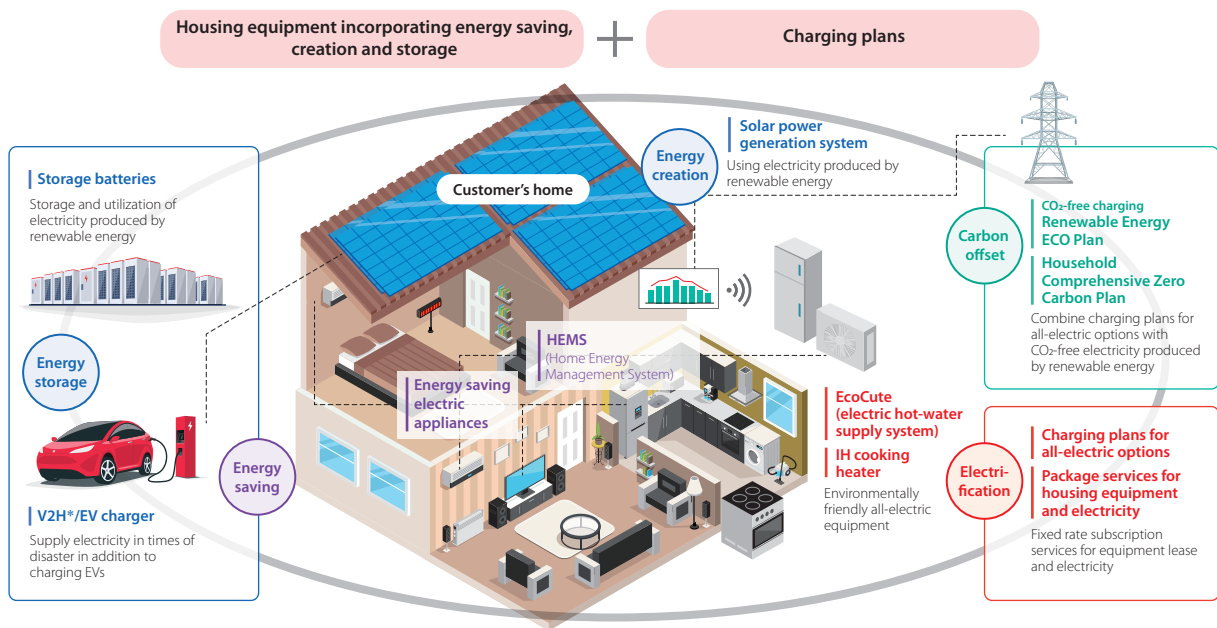 Housing equipment incorporating energy saving,
creation and storage
Charging plans
Customer's home
Energy
creation
Solar power
generation system
Using electricity produced by
renewable energy
Storage batteries
Storage and utilization of
electricity produced by
renewable energy
Energy
storage
V2H*/EV charger
Supply electricity in times of
disaster in addition to
charging EVs
Energy
saving
HEMS
(Home Energy
Management System)
Energy saving
electric
appliances
EcoCute
(electric hot-water
supply system)
IH cooking
heater
Environmentally
friendly all-electric
equipment
Carbon
offset
CO₂-free charging
Renewable Energy
ECO Plan
Household
Comprehensive Zero
Carbon Plan
Combine charging plans for
all-electric options with
CO₂-free electricity produced
by renewable energy
Electri-
fication
Charging plans for
all-electric options
Package services for
housing equipment
and electricity
Fixed rate subscription
services for equipment lease
and electricity